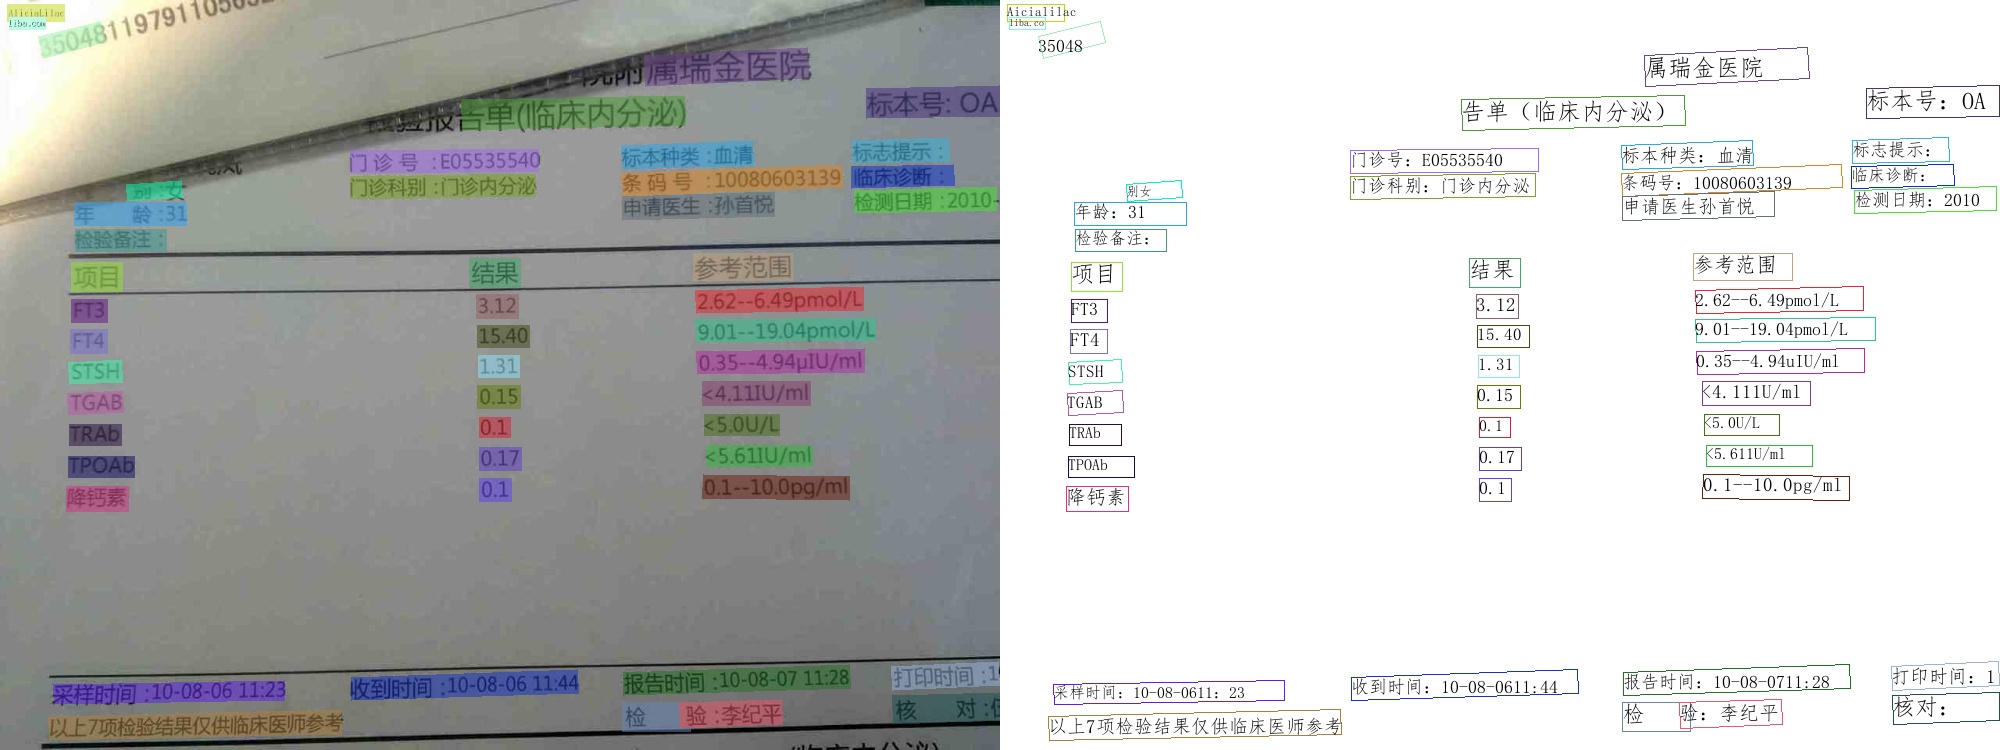 AliciaLilac
liba.com
350481197911056
属瑞金医院
验报告单(临床内分泌)
标本号: OA
门 诊 号 :E05535540
标本种类 :血清
标志提示 :
别 :女
门诊科别 :门诊内分泌
条 码 号 :10080603139
临床诊断 :
年 龄 :31
申请医生 :孙首悦
检测日期 :2010-
检验备注 :
项目 结果 参考范围
FT3 3.12 2.62--6.49pmol/L
FT4 15.40 9.01--19.04pmol/L
STSH 1.31 0.35--4.94μIU/ml
TGAB 0.15 <4.11IU/ml
TRAb 0.1 <5.0U/L
TPOAb 0.17 <5.61IU/ml
降钙素 0.1 0.1--10.0pg/ml
采样时间 :10-08-06 11:23
收到时间 :10-08-06 11:44
报告时间 :10-08-07 11:28
打印时间 :1
以上7项检验结果仅供临床医师参考
检 验 :李纪平
核 对 :
(临床内分泌)
Aicialilac
liba.co
35048
属瑞金医院
告单（临床内分泌）
标本号：OA
门诊号：E05535540
标本种类：血清
标志提示：
别女
门诊科别：门诊内分泌
条码号：10080603139
临床诊断：
年龄：31
申请医生孙首悦
检测日期：2010
检验备注：
项目 结果 参考范围
FT3 3.12 2.62--6.49pmol/L
FT4 15.40 9.01--19.04pmol/L
STSH 1.31 0.35--4.94uIU/ml
TGAB 0.15 <4.111U/ml
TRAb 0.1 <5.0U/L
TPOAb 0.17 <5.611U/ml
降钙素 0.1 0.1--10.0pg/ml
采样时间：10-08-0611：23
收到时间：10-08-0611:44
报告时间：10-08-0711:28
打印时间：1
以上7项检验结果仅供临床医师参考
检 验：李纪平
核对：